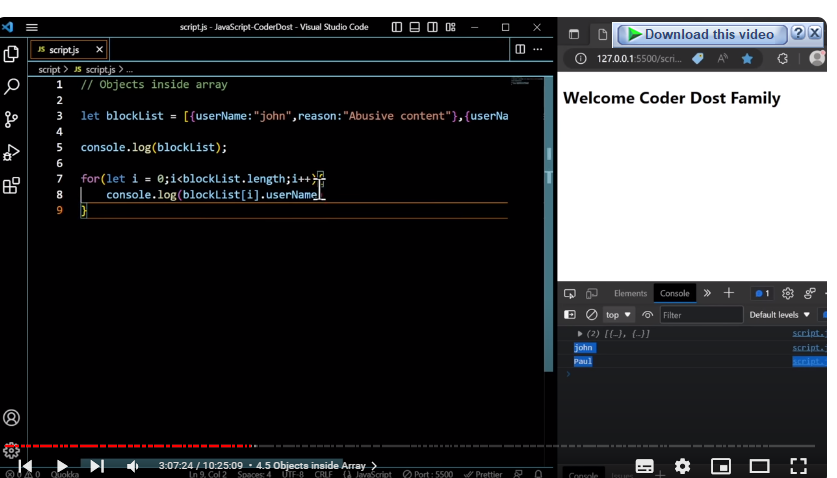 script.js - JavaScript-CoderDost - Visual Studio Code
JS script.js
script > JS script.js > ...
1 // Objects inside array
2
3 let blockList = [{userName:"john",reason:"Abusive content"},{userNa
4
5 console.log(blockList);
6
7 for(let i = 0;i<blockList.length;i++){
8 console.log(blockList[i].userName
9 }
Download this video
127.0.0.1:5500/scri...
Welcome Coder Dost Family
Elements Console 1
top Filter Default levels
(2) [{…}, {…}] script.
john script.
Paul script.
3:07:24 / 10:25:09 • 4.5 Objects inside Array
0 Quokka Ln 9, Col 2 Spaces: 4 UTF-8 CRLF JavaScript Port : 5500 Prettier
Console Issues